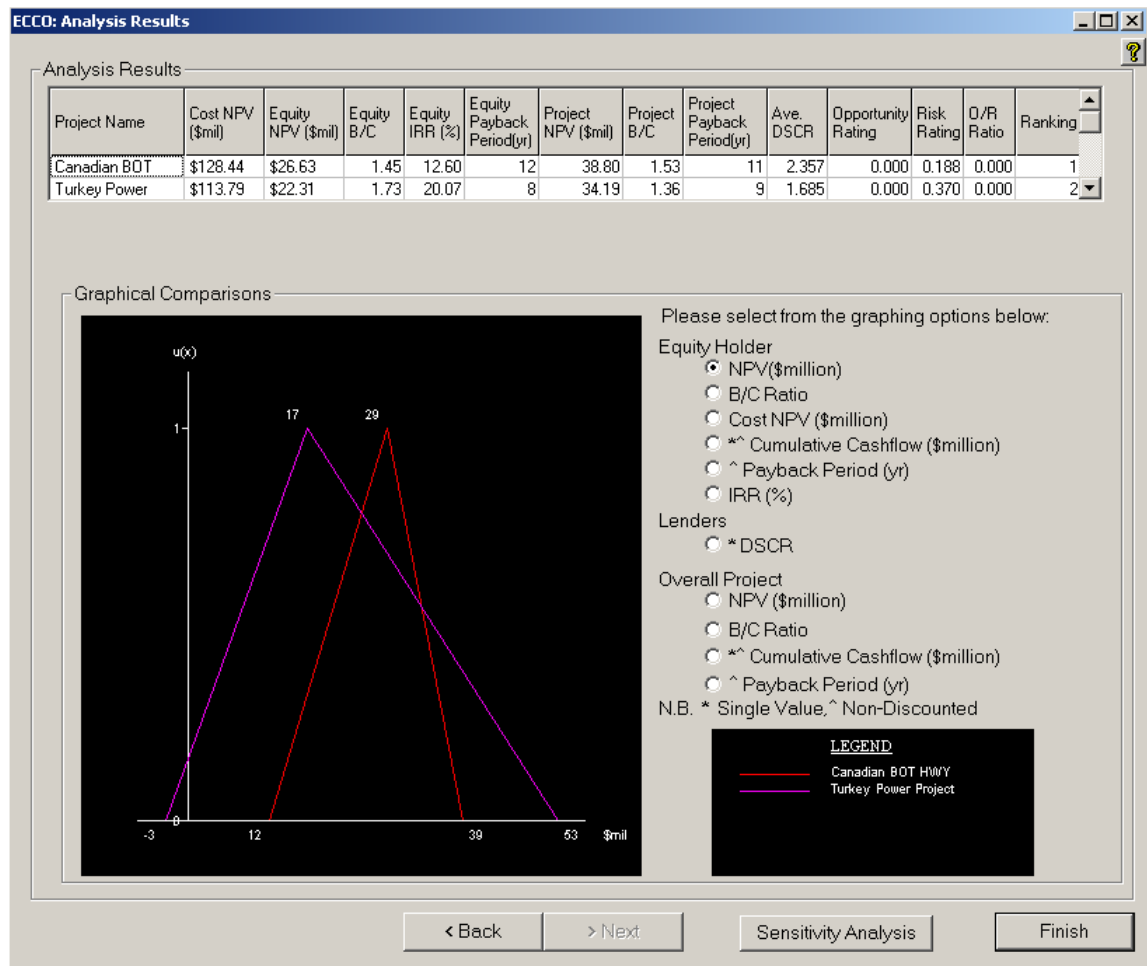 ECCO: Analysis Results
?
Analysis Results
Project Name Cost NPV ($mil) Equity NPV ($mil) Equity B/C Equity IRR (%) Equity Payback Period(yr) Project NPV ($mil) Project B/C Project Payback Period(yr) Ave. DSCR Opportunity Rating Risk Rating O/R Ratio Ranking
Canadian BOT $128.44 $26.63 1.45 12.60 12 38.80 1.53 11 2.357 0.000 0.188 0.000 1
Turkey Power $113.79 $22.31 1.73 20.07 8 34.19 1.36 9 1.685 0.000 0.370 0.000 2
Graphical Comparisons
u(x)
17 29
1
0
-3 12 39 53 $mil
Please select from the graphing options below:
Equity Holder
NPV($million)
B/C Ratio
Cost NPV ($million)
*^ Cumulative Cashflow ($million)
^ Payback Period (yr)
IRR (%)
Lenders
* DSCR
Overall Project
NPV ($million)
B/C Ratio
*^ Cumulative Cashflow ($million)
^ Payback Period (yr)
N.B. * Single Value,^ Non-Discounted
LEGEND
Canadian BOT HWY
Turkey Power Project
< Back
> Next
Sensitivity Analysis
Finish